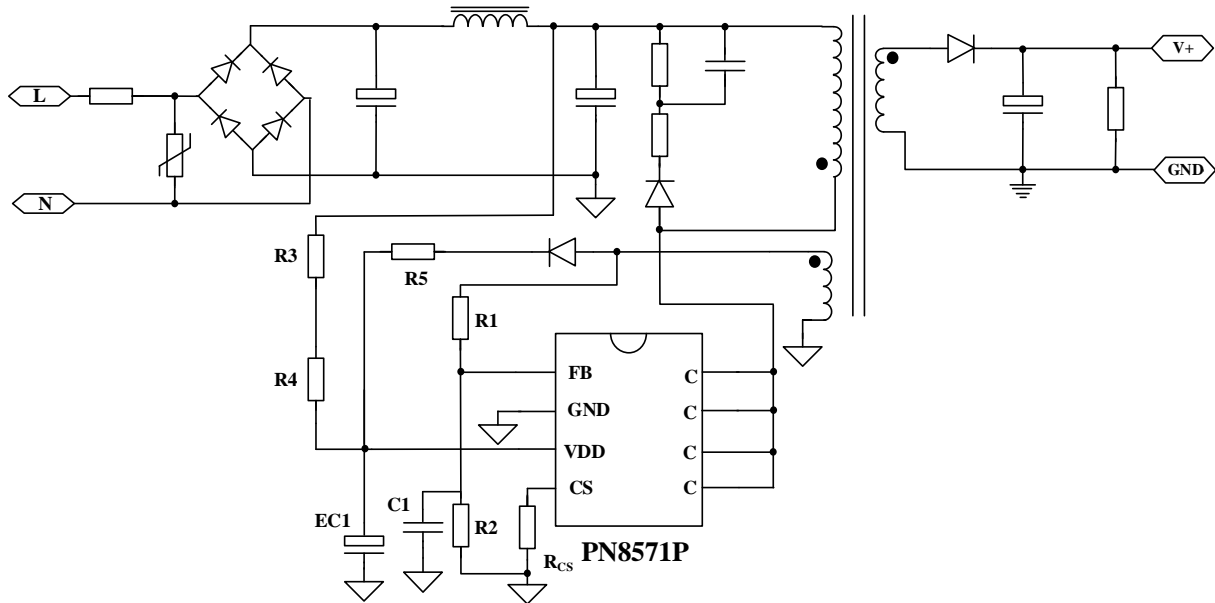 V+
L
GND
N
R3
R5
R1
R4
FB
C
GND
C
VDD
C
CS
C
EC1
C1
R2
RCS
PN8571P